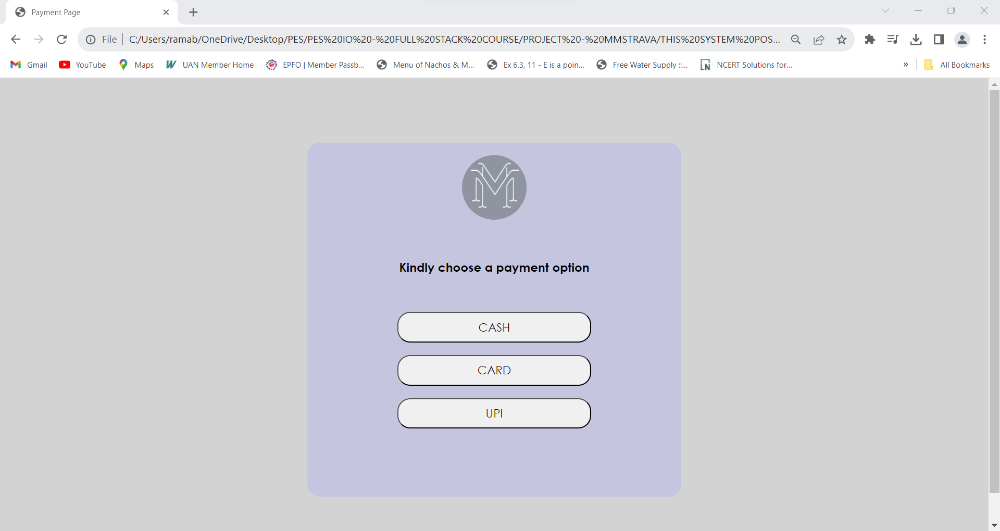 Payment Page
File
C:/Users/ramab/OneDrive/Desktop/PES/PES%20IO%20-%20FULL%20STACK%20COURSE/PROJECT%20-%20MMSTRAVA/THIS%20SYSTEM%20POS...
Gmail
YouTube
Maps
UAN Member Home
EPFO | Member Passb...
Menu of Nachos & M...
Ex 6.3, 11 - E is a poin...
Free Water Supply ::...
NCERT Solutions for...
»
All Bookmarks
M
Kindly choose a payment option
CASH
CARD
UPI